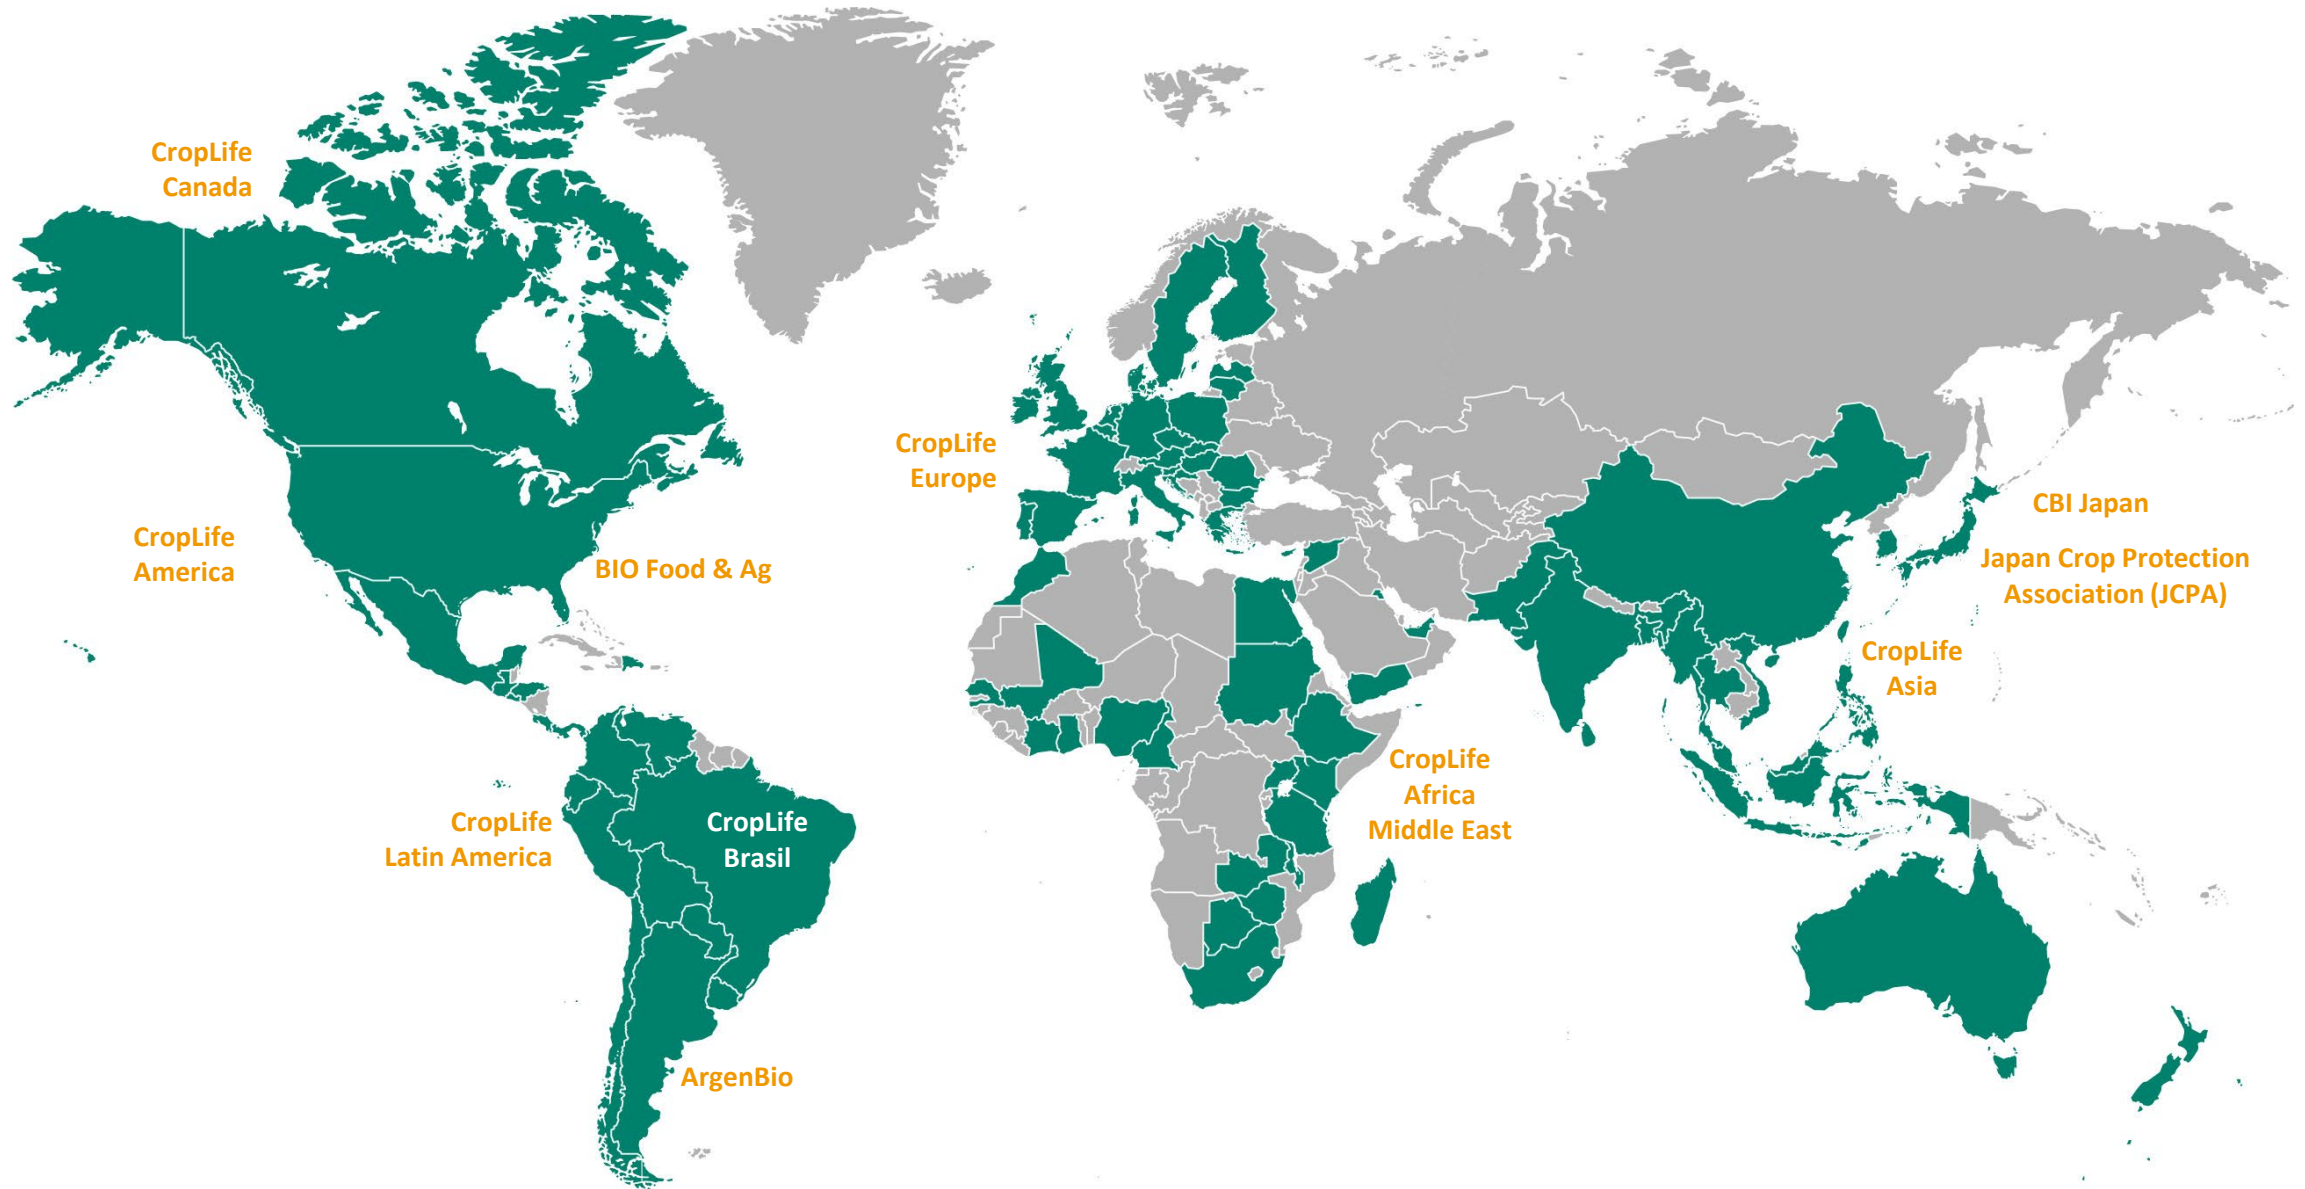 CropLife
Canada
CropLife
America
BIO Food & Ag
CropLife
Latin America
CropLife
Brasil
ArgenBio
CropLife
Europe
CropLife
Africa
Middle East
CBI Japan
Japan Crop Protection
Association (JCPA)
CropLife
Asia